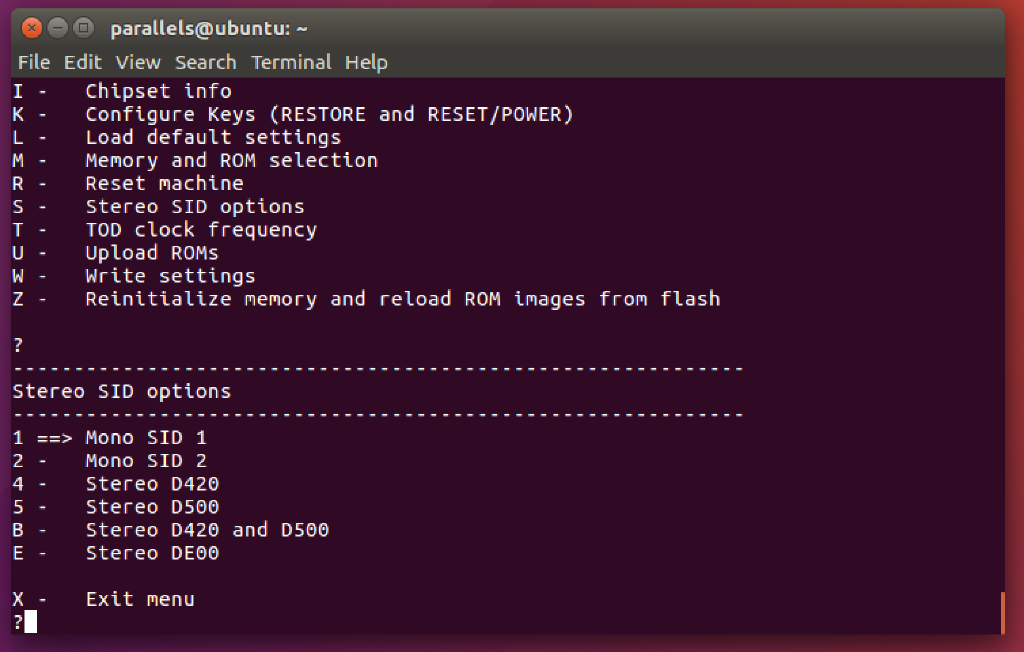 parallels@ubuntu: ~
File Edit View Search Terminal Help
I -   Chipset info
K -   Configure Keys (RESTORE and RESET/POWER)
L -   Load default settings
M -   Memory and ROM selection
R -   Reset machine
S -   Stereo SID options
T -   TOD clock frequency
U -   Upload ROMs
W -   Write settings
Z -   Reinitialize memory and reload ROM images from flash
?
------------------------------------------------------------
Stereo SID options
------------------------------------------------------------
1 ==> Mono SID 1
2 -   Mono SID 2
4 -   Stereo D420
5 -   Stereo D500
B -   Stereo D420 and D500
E -   Stereo DE00
X -   Exit menu
?